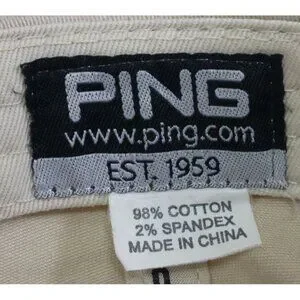 PING
www.ping.com
EST. 1959
98% COTTON
2% SPANDEX
MADE IN CHINA